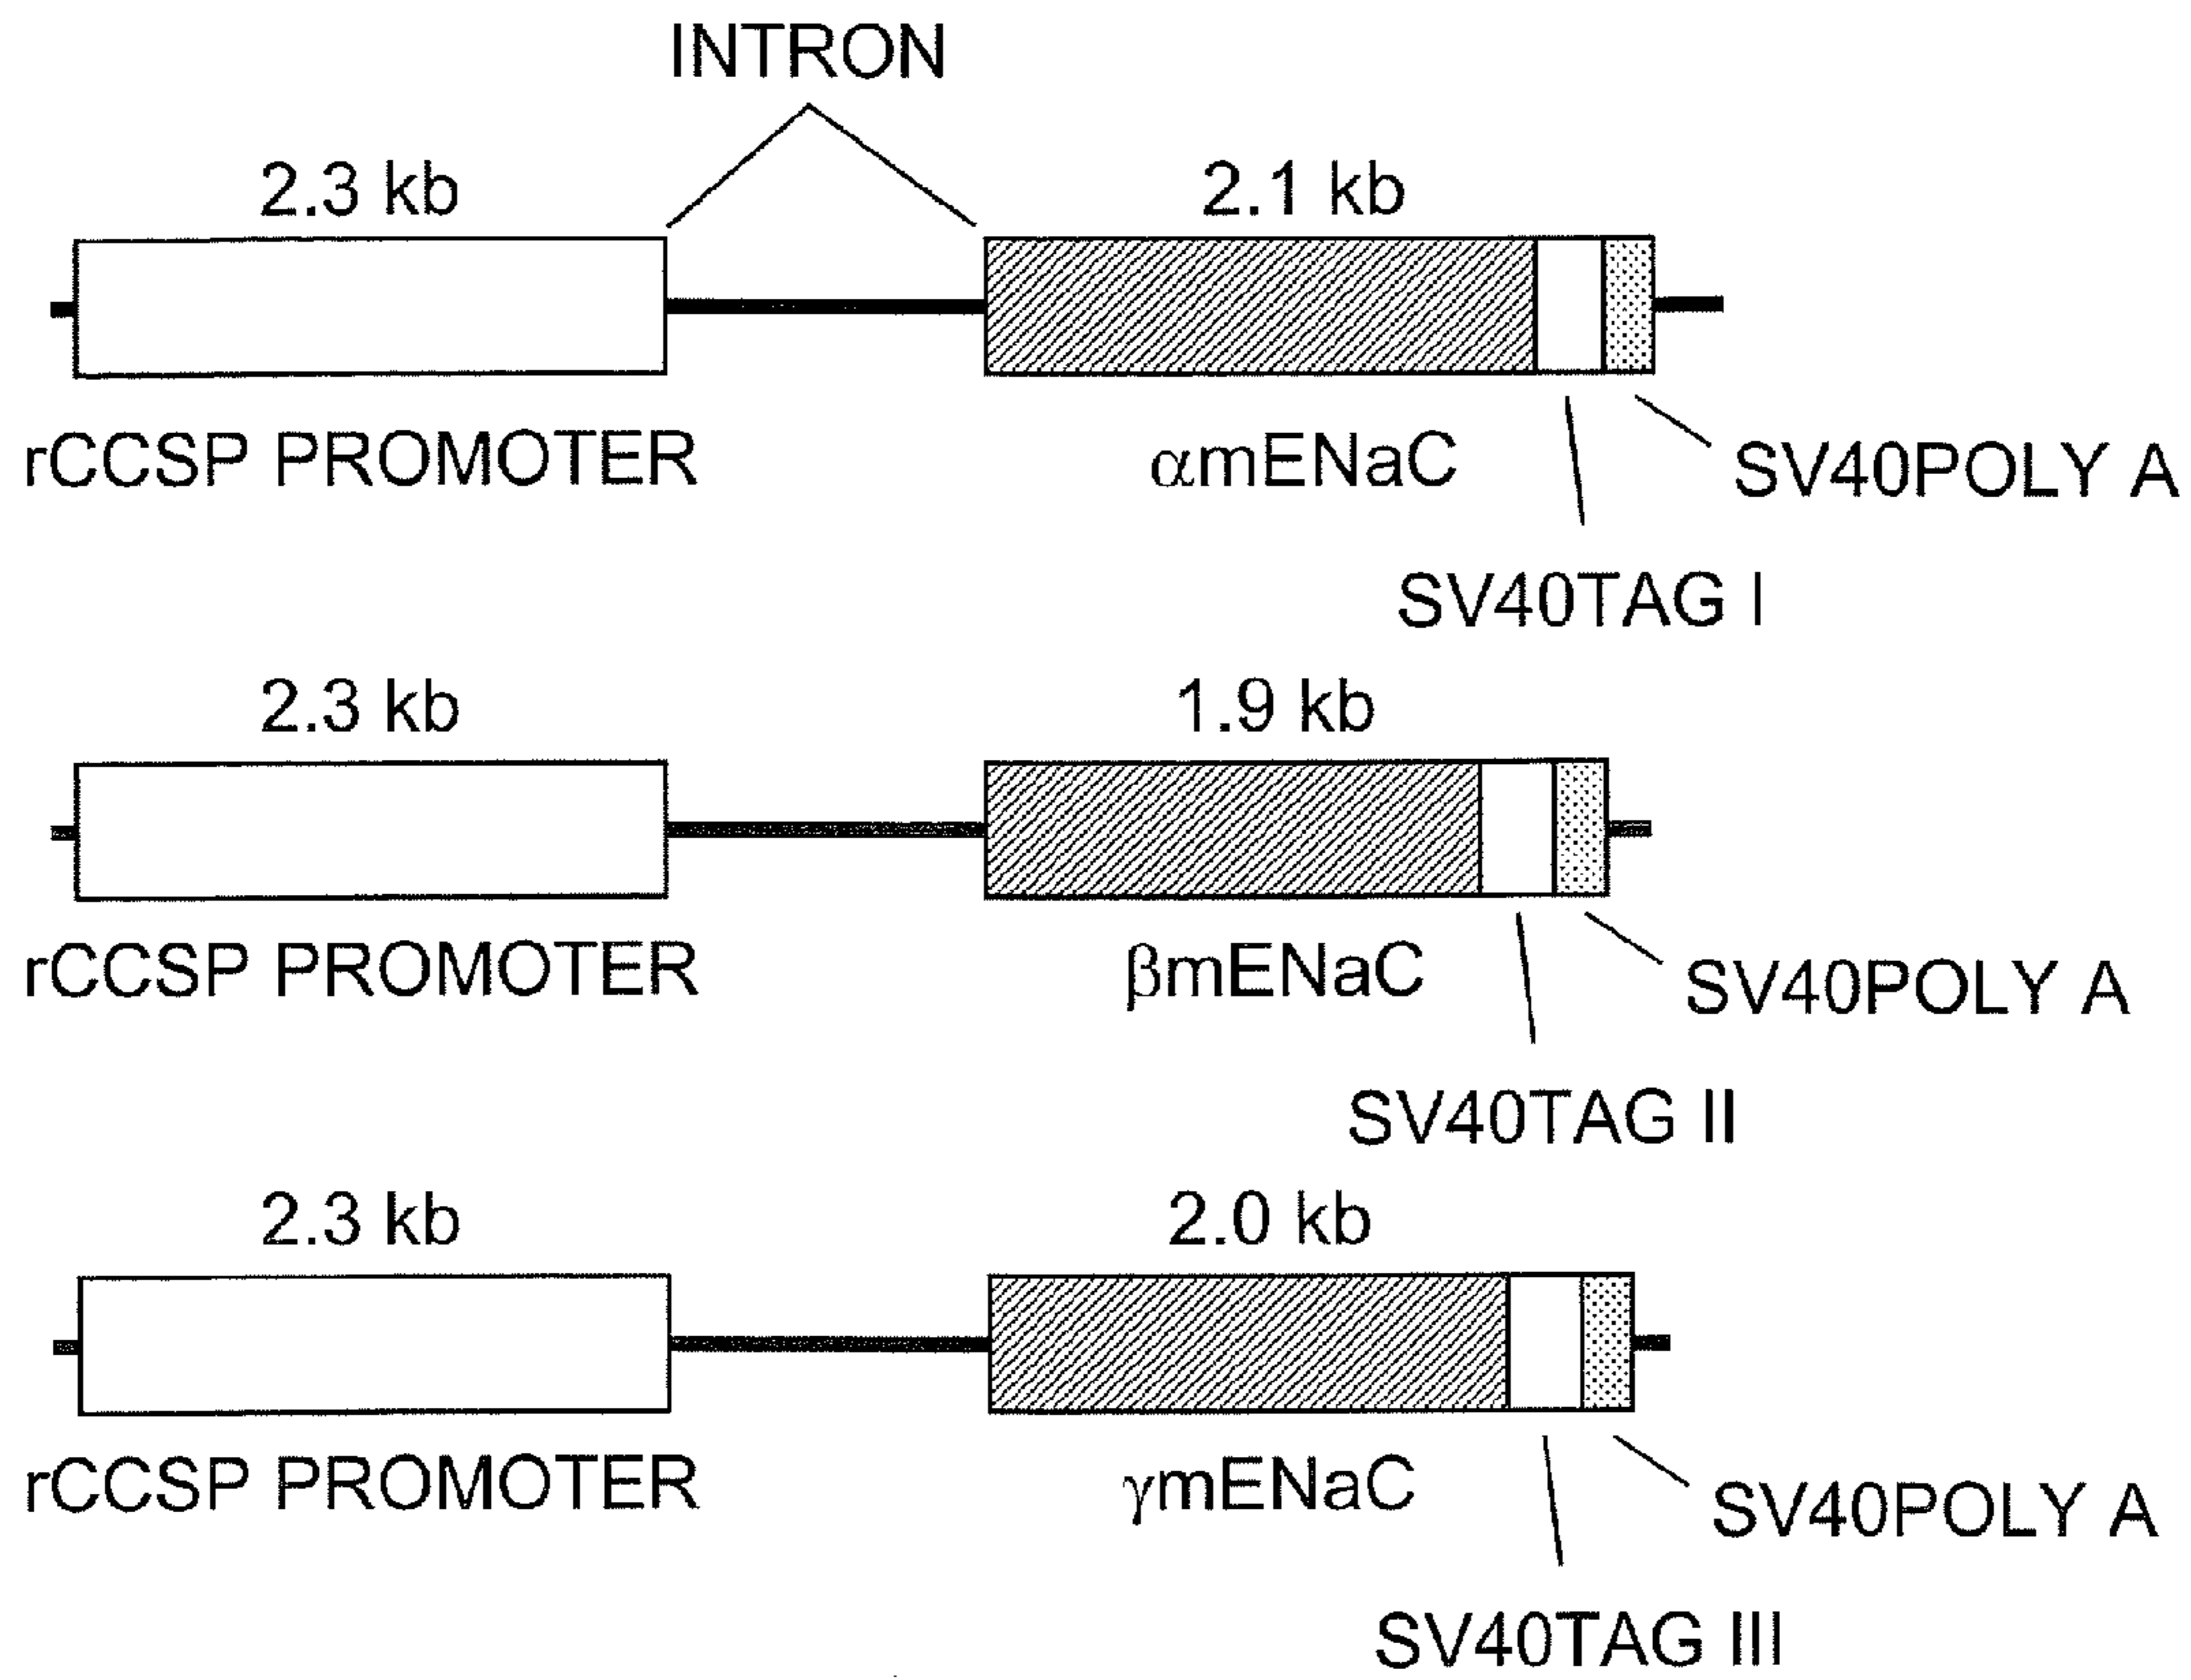 INTRON
2.3 kb 2.1 kb
rCCSP PROMOTER αmENaC SV40POLY A
SV40TAG I
2.3 kb 1.9 kb
rCCSP PROMOTER βmENaC SV40POLY A
SV40TAG II
2.3 kb 2.0 kb
rCCSP PROMOTER γmENaC SV40POLY A
SV40TAG III